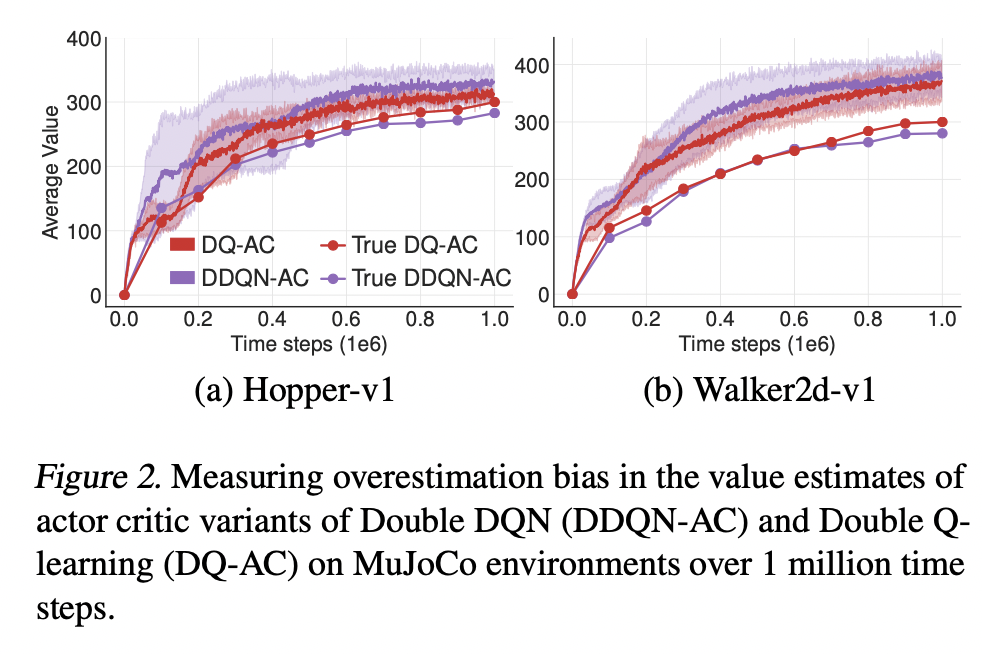 400
300
200
100
0
Average Value
DQ-AC
True DQ-AC
DDQN-AC
True DDQN-AC
0.0 0.2 0.4 0.6 0.8 1.0
Time steps (1e6)
(a) Hopper-v1
400
300
200
100
0
0.0 0.2 0.4 0.6 0.8 1.0
Time steps (1e6)
(b) Walker2d-v1
Figure 2. Measuring overestimation bias in the value estimates of
actor critic variants of Double DQN (DDQN-AC) and Double Q-
learning (DQ-AC) on MuJoCo environments over 1 million time
steps.